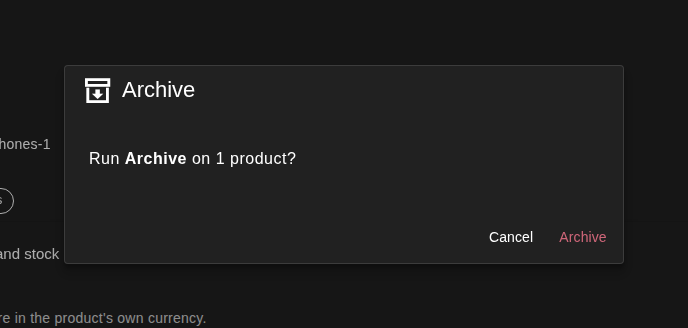 Archive
hones-1
Run Archive on 1 product?
s
Cancel Archive
and stock
re in the product's own currency.